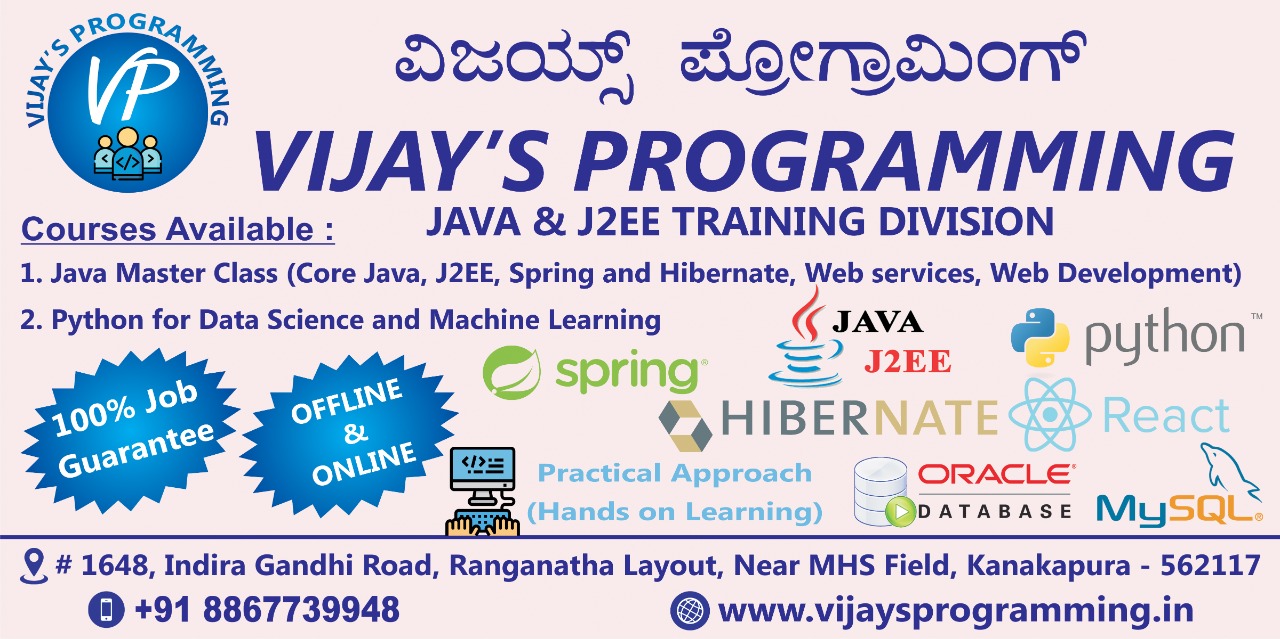 VIJAY'S PROGRAMMING
VP
ವಿಜಯ್ಸ್ ಪ್ರೋಗ್ರಾಮಿಂಗ್
VIJAY'S PROGRAMMING
JAVA & J2EE TRAINING DIVISION
Courses Available :
1. Java Master Class (Core Java, J2EE, Spring and Hibernate, Web services, Web Development)
2. Python for Data Science and Machine Learning
100% Job
Guarantee
OFFLINE
&
ONLINE
spring®
JAVA
J2EE
python™
HIBERNATE
React
</>
Practical Approach
(Hands on Learning)
ORACLE®
DATABASE
MySQL®
# 1648, Indira Gandhi Road, Ranganatha Layout, Near MHS Field, Kanakapura - 562117
+91 8867739948
www.vijaysprogramming.in